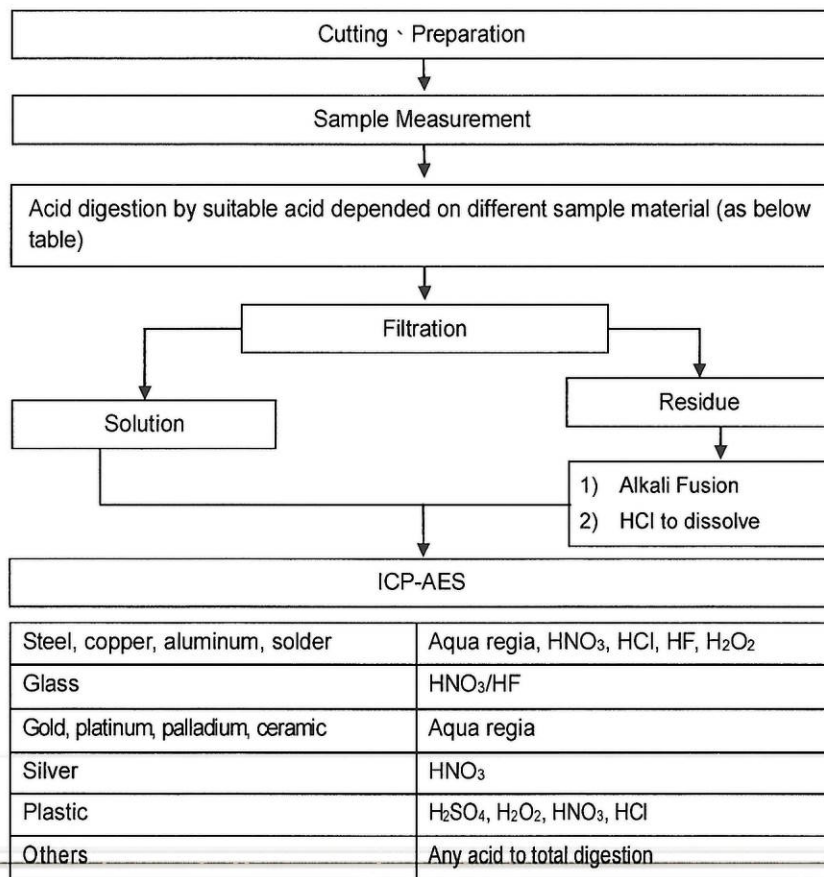 Cutting、Preparation
Sample Measurement
Acid digestion by suitable acid depended on different sample material (as below
table)
Filtration
Solution
Residue
1) Alkali Fusion
2) HCl to dissolve
ICP-AES
Steel, copper, aluminum, solder
Aqua regia, HNO₃, HCl, HF, H₂O₂
Glass
HNO₃/HF
Gold, platinum, palladium, ceramic
Aqua regia
Silver
HNO₃
Plastic
H₂SO₄, H₂O₂, HNO₃, HCl
Others
Any acid to total digestion